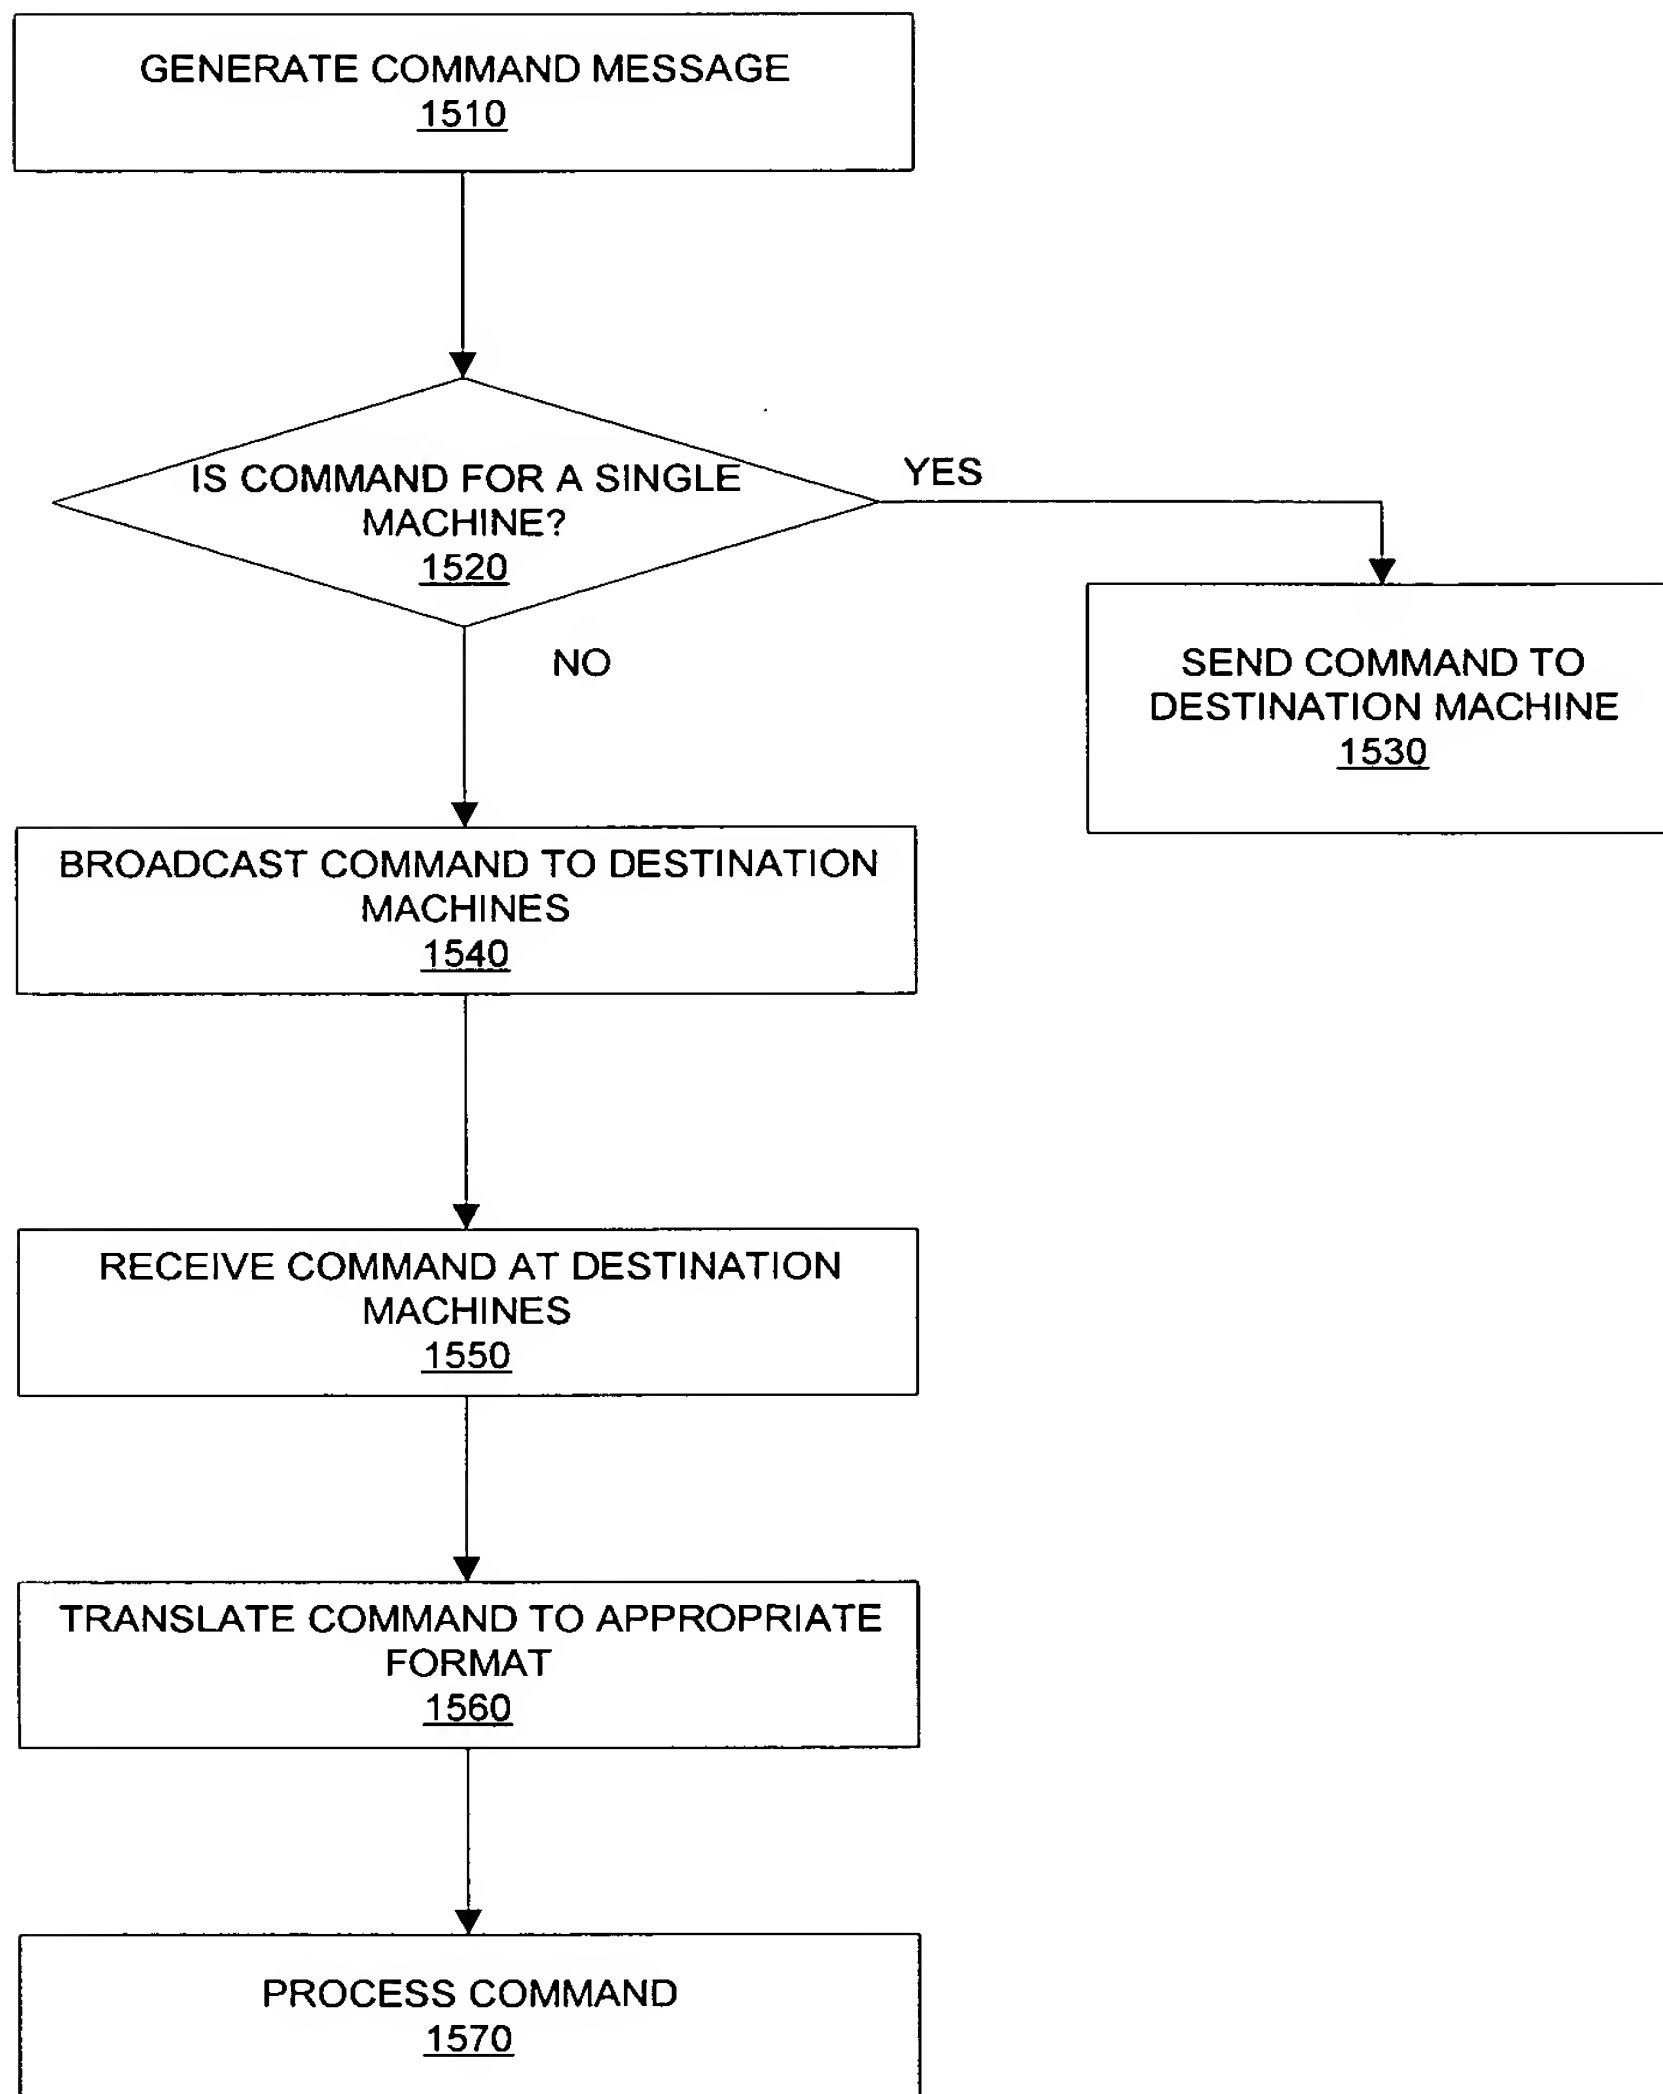 GENERATE COMMAND MESSAGE
1510
IS COMMAND FOR A SINGLE
MACHINE?
1520
YES
NO
SEND COMMAND TO
DESTINATION MACHINE
1530
BROADCAST COMMAND TO DESTINATION
MACHINES
1540
RECEIVE COMMAND AT DESTINATION
MACHINES
1550
TRANSLATE COMMAND TO APPROPRIATE
FORMAT
1560
PROCESS COMMAND
1570